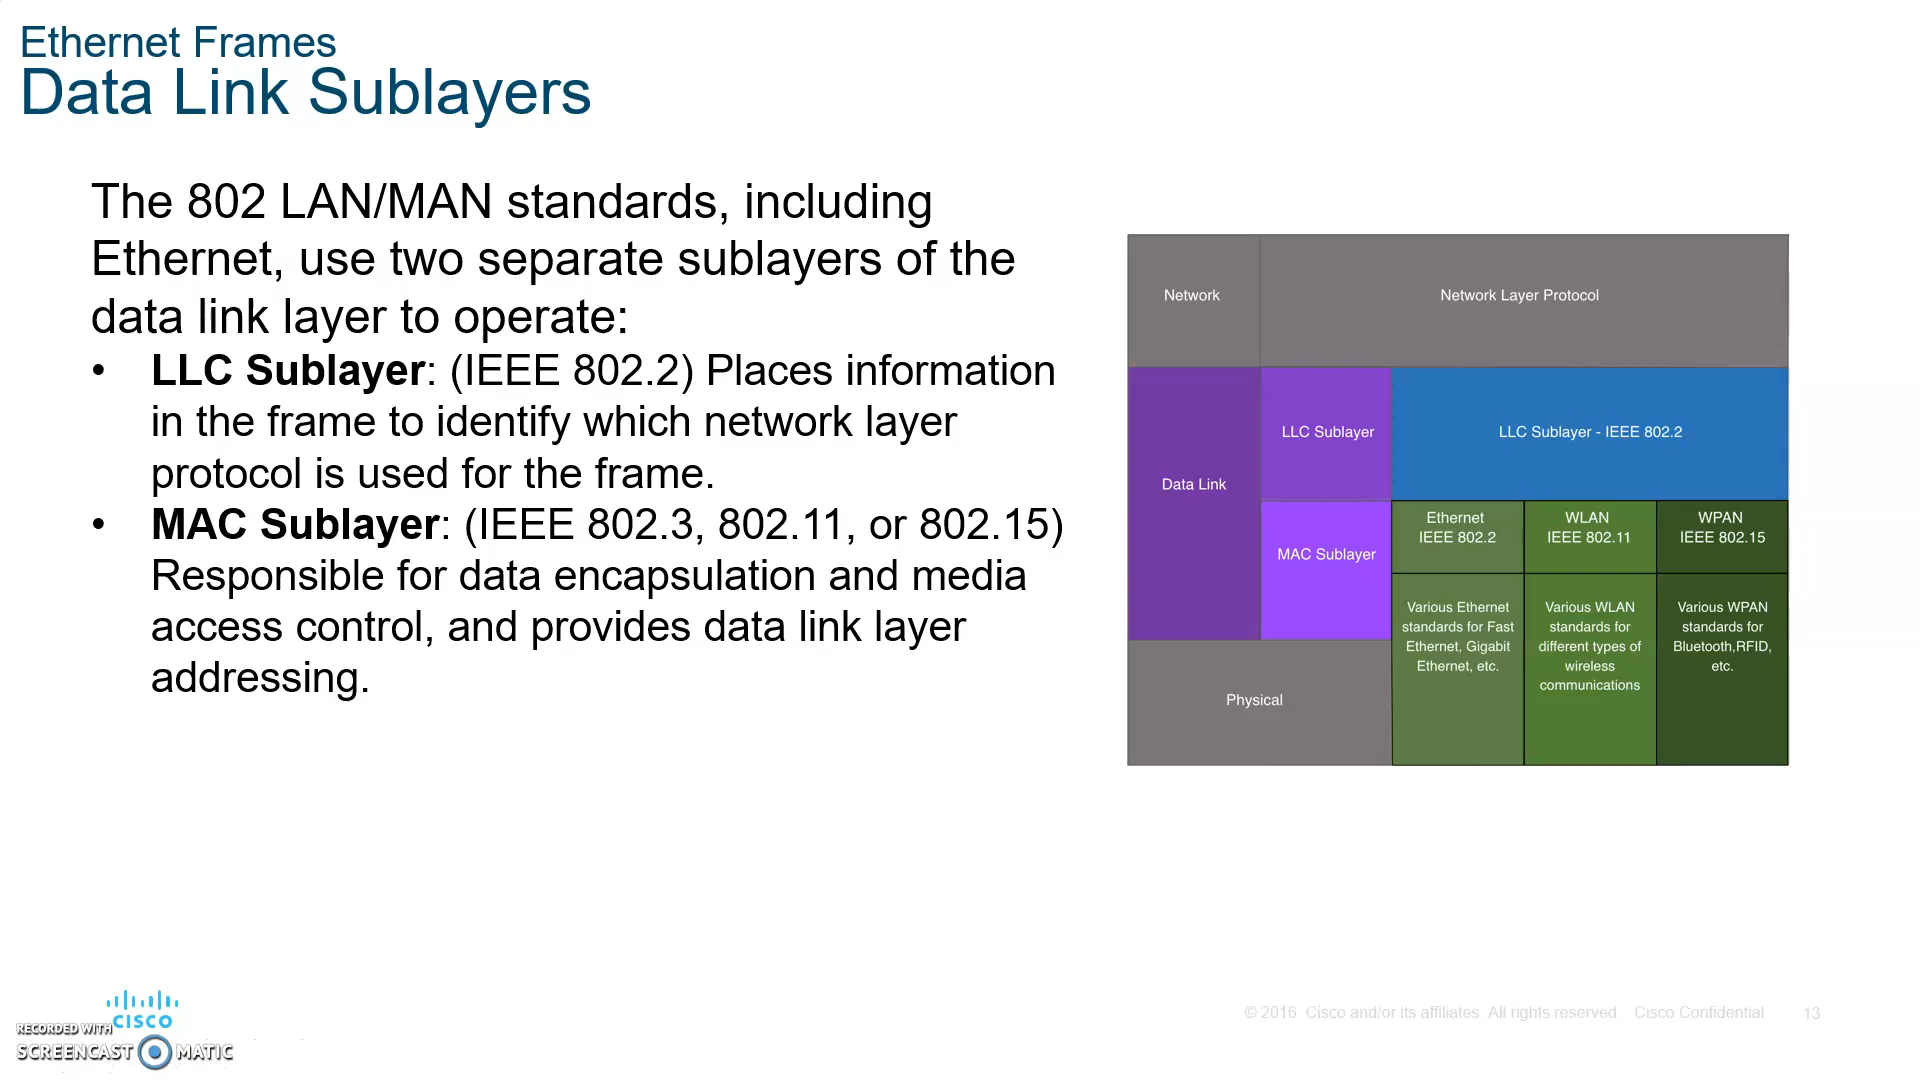 Ethernet Frames
Data Link Sublayers
The 802 LAN/MAN standards, including
Ethernet, use two separate sublayers of the
data link layer to operate:
• LLC Sublayer: (IEEE 802.2) Places information
in the frame to identify which network layer
protocol is used for the frame.
• MAC Sublayer: (IEEE 802.3, 802.11, or 802.15)
Responsible for data encapsulation and media
access control, and provides data link layer
addressing.
Network
Network Layer Protocol
Data Link
LLC Sublayer
LLC Sublayer - IEEE 802.2
MAC Sublayer
Ethernet
IEEE 802.2
WLAN
IEEE 802.11
WPAN
IEEE 802.15
Various Ethernet
standards for Fast
Ethernet, Gigabit
Ethernet, etc.
Various WLAN
standards for
different types of
wireless
communications
Various WPAN
standards for
Bluetooth,RFID,
etc.
Physical
CISCO
RECORDED WITH
SCREENCAST MATIC
© 2016 Cisco and/or its affiliates. All rights reserved. Cisco Confidential
13